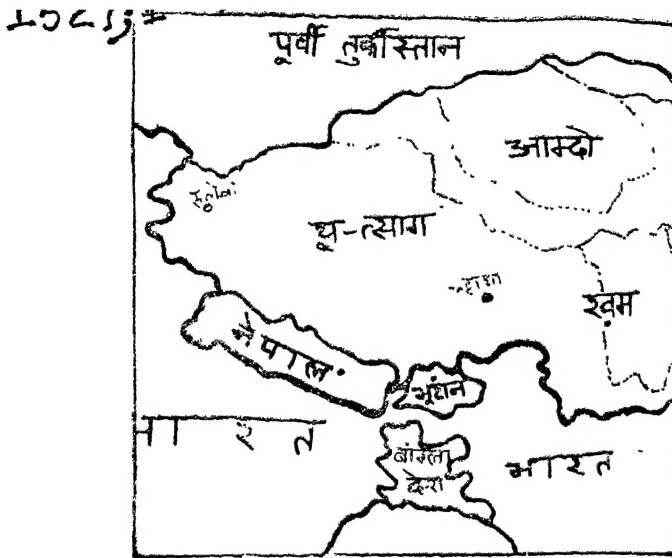 पूर्वी तुर्कीस्तान
आम्दो
यू-त्सांग
ल्हासा
खम
नेपाल
भूटान
भारत
बांग्ला
देश
भारत